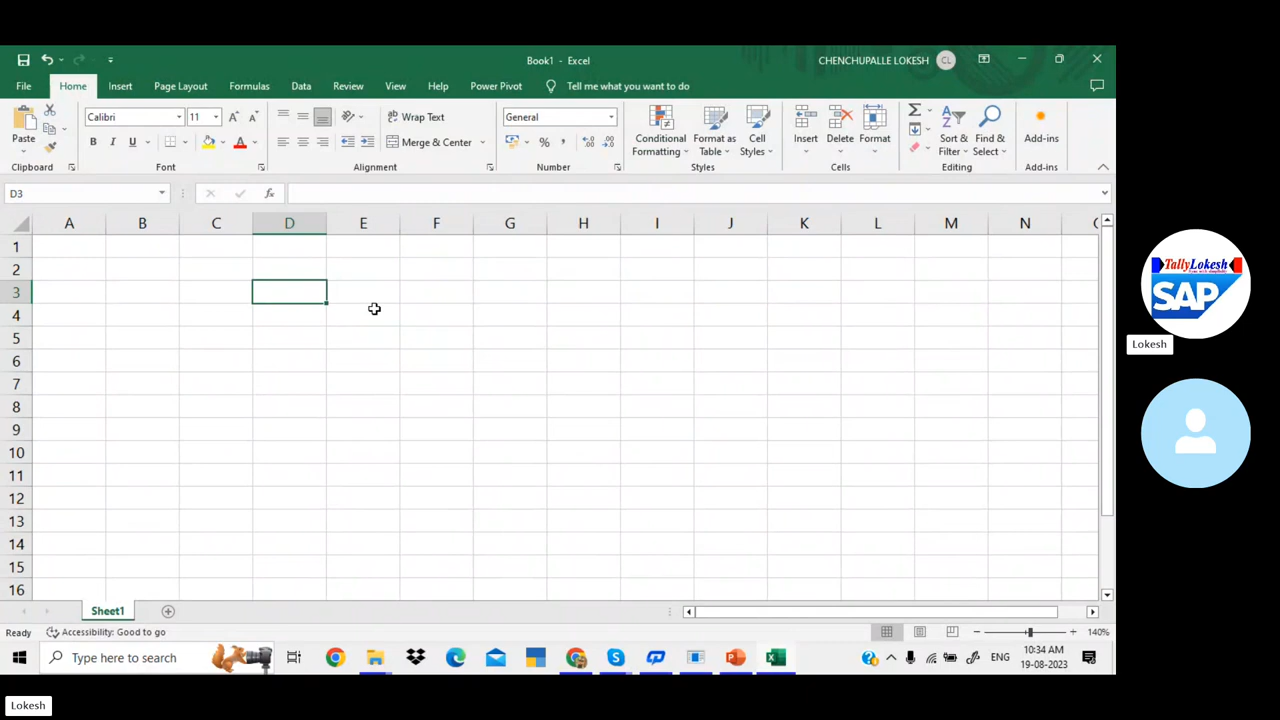 Book1 - Excel
CHENCHUPALLE LOKESH
CL
File
Home
Insert
Page Layout
Formulas
Data
Review
View
Help
Power Pivot
Tell me what you want to do
Paste
Calibri
11
Wrap Text
Merge & Center
General
Conditional Formatting
Format as Table
Cell Styles
Insert
Delete
Format
Sort & Filter
Find & Select
Add-ins
Clipboard
Font
Alignment
Number
Styles
Cells
Editing
Add-ins
D3
fx
A B C D E F G H I J K L M N
1
2
3
4
5
6
7
8
9
10
11
12
13
14
15
16
Sheet1
Ready
Accessibility: Good to go
140%
Type here to search
ENG
10:34 AM
19-08-2023
TallyLokesh
SAP
Lokesh
Lokesh